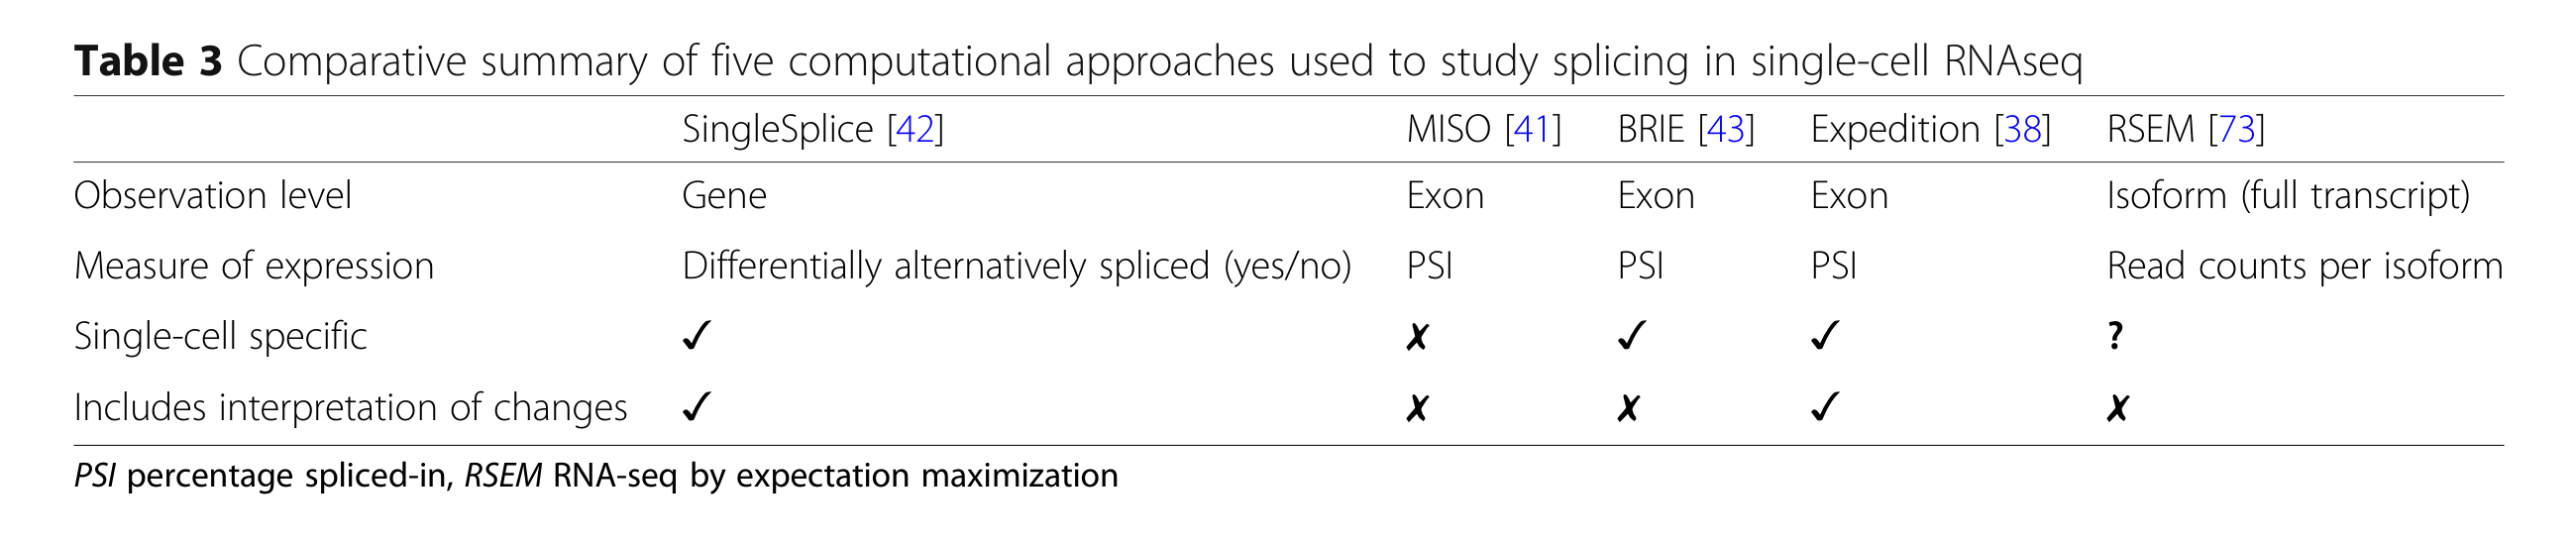 Table 3 Comparative summary of five computational approaches used to study splicing in single-cell RNAseq
SingleSplice [42] MISO [41] BRIE [43] Expedition [38] RSEM [73]
Observation level Gene Exon Exon Exon Isoform (full transcript)
Measure of expression Differentially alternatively spliced (yes/no) PSI PSI PSI Read counts per isoform
Single-cell specific ✓ ✗ ✓ ✓ ?
Includes interpretation of changes ✓ ✗ ✗ ✓ ✗
PSI percentage spliced-in, RSEM RNA-seq by expectation maximization